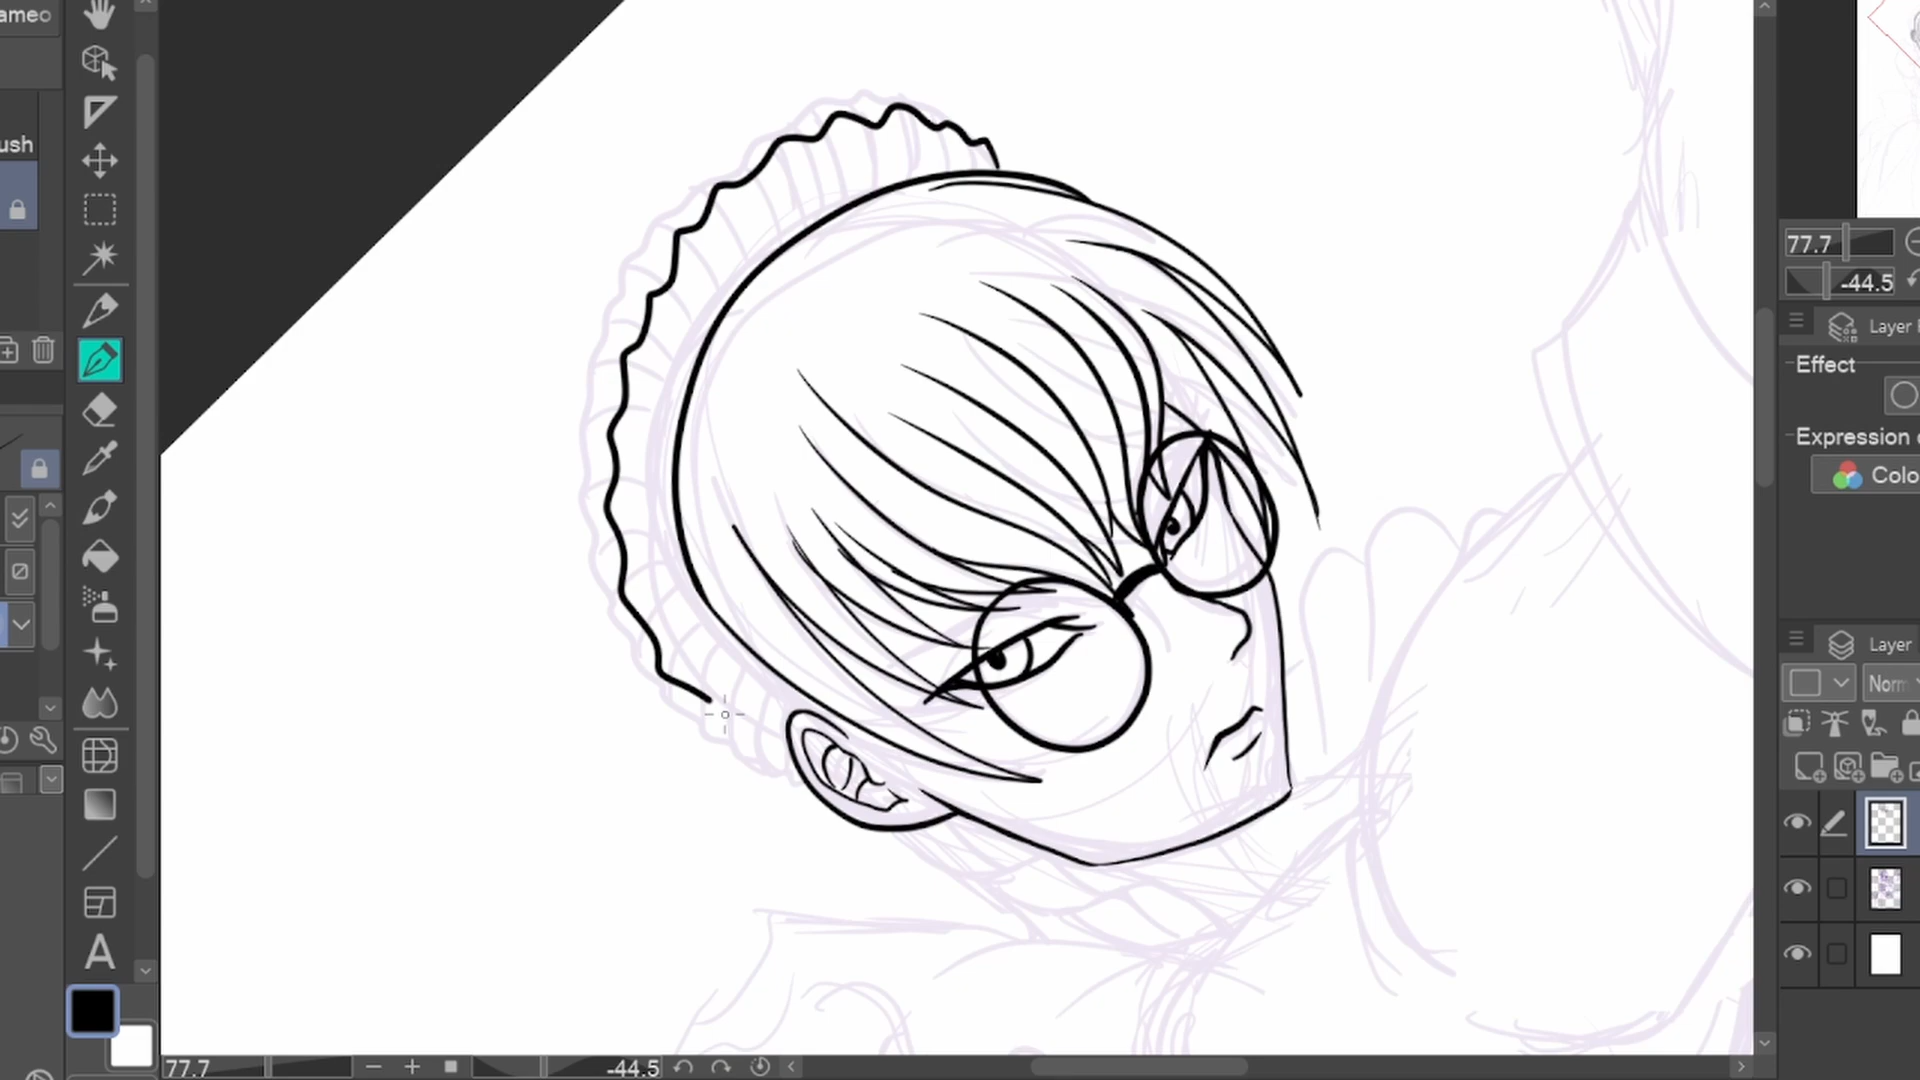 ameo
ush
77.7
-44.5
Layer
Effect
Expression
Colo
Layer
Norm
A
77.7
-44.5